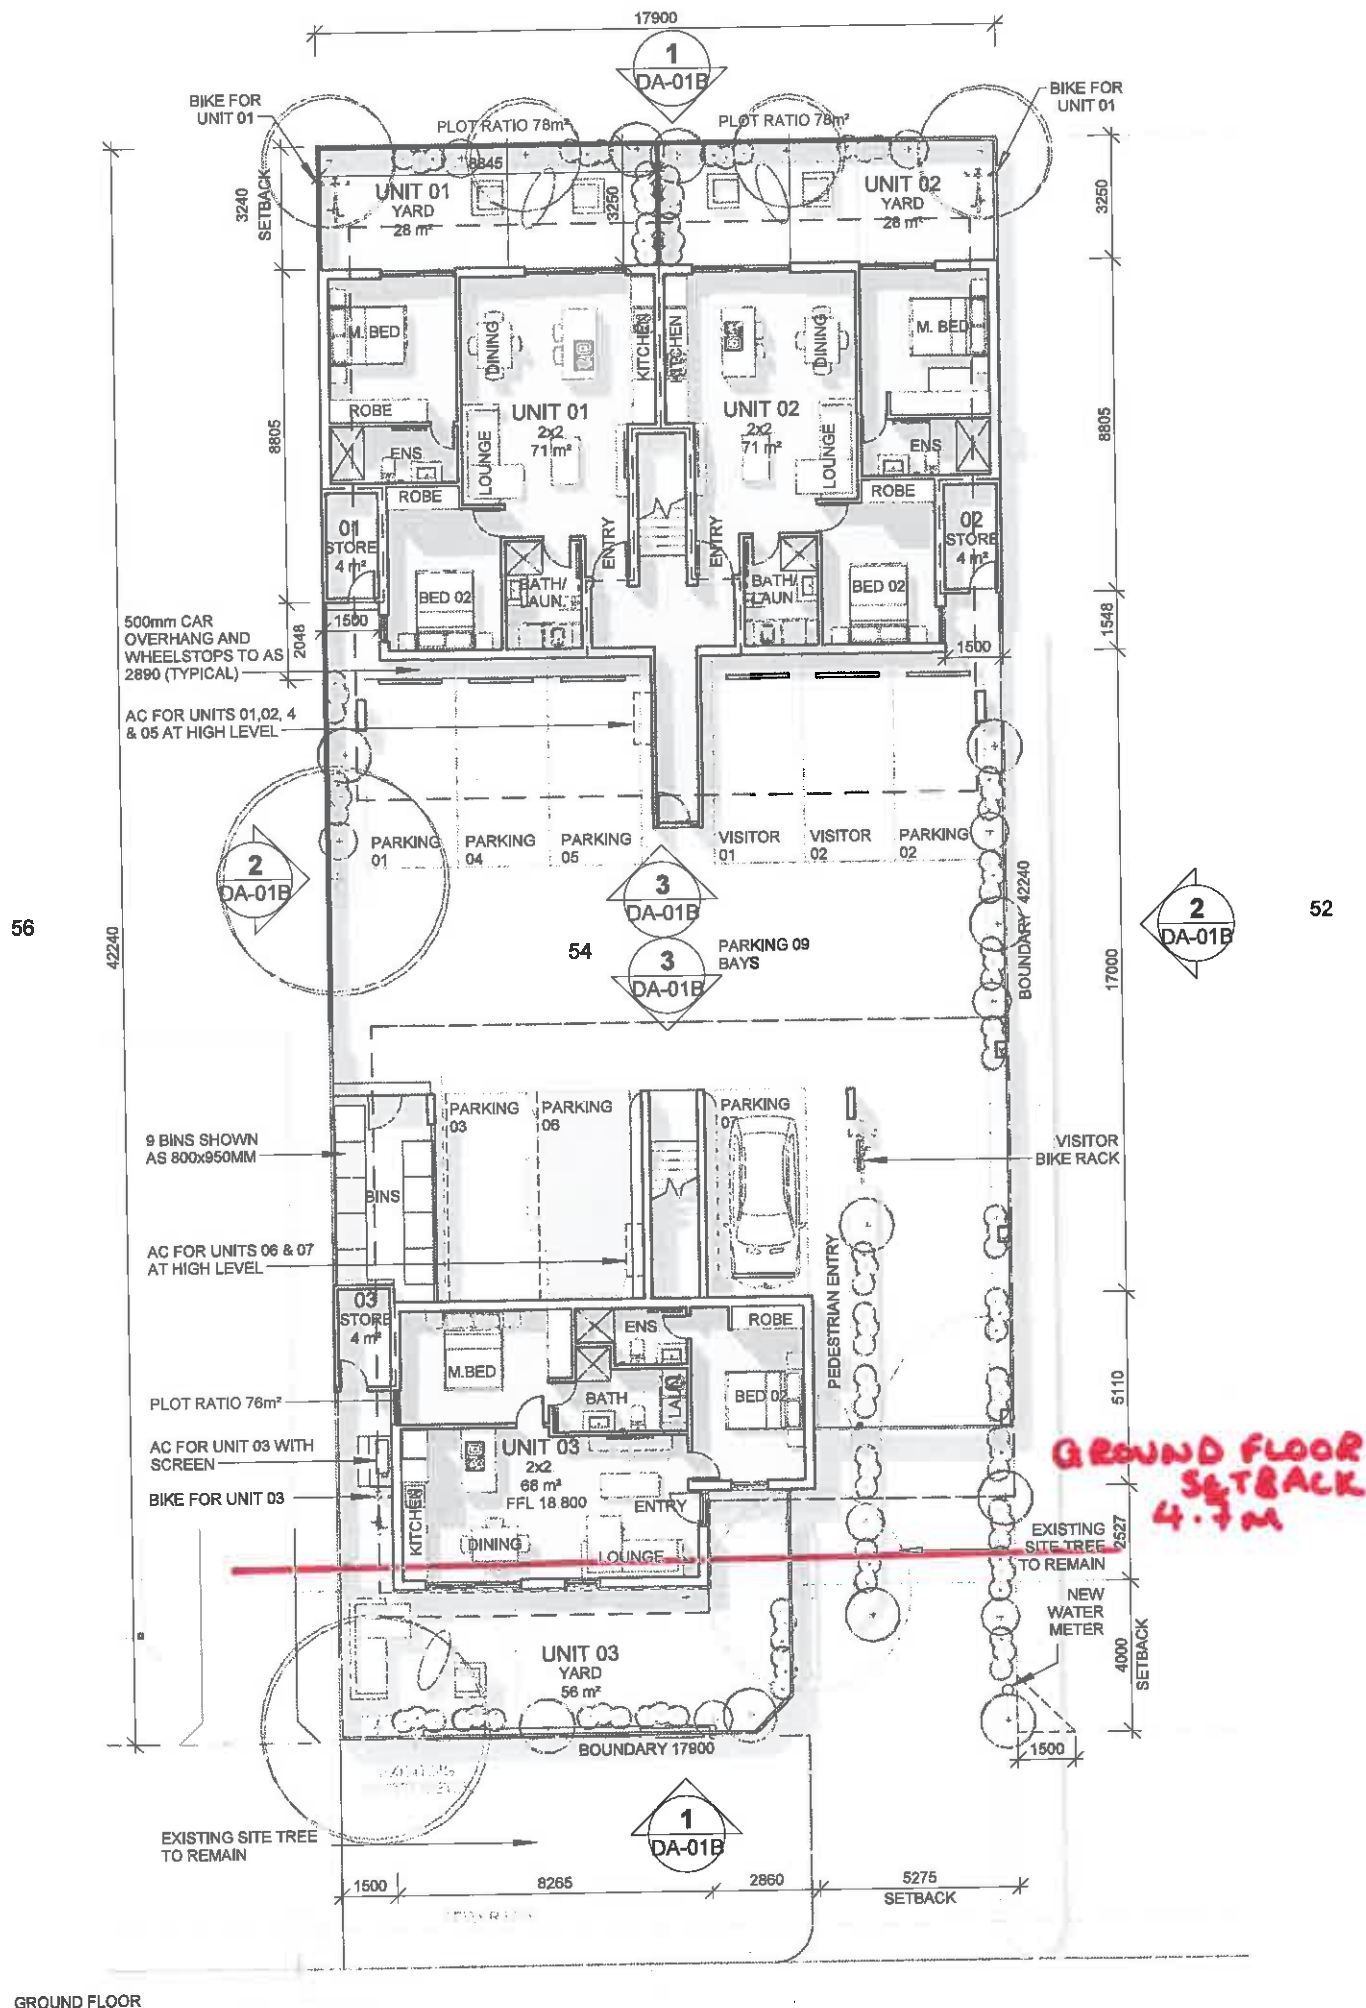 17900
1
DA-01B
BIKE FOR
UNIT 01
BIKE FOR
UNIT 01
PLOT RATIO 78m²
PLOT RATIO 78m²
8845
3240
SETBACK
UNIT 01
YARD
28 m²
3250
UNIT 02
YARD
28 m²
3250
M. BED
DINING
KITCHEN
KITCHEN
DINING
M. BED
ROBE
UNIT 01
2x2
71 m²
UNIT 02
2x2
71 m²
8805
8805
ENS
LOUNGE
LOUNGE
ENS
ROBE
ROBE
01
STORE
4 m²
02
STORE
4 m²
ENTRY
ENTRY
BED 02
BATH/
LAUN.
BATH/
LAUN.
BED 02
500mm CAR
OVERHANG AND
WHEELSTOPS TO AS
2890 (TYPICAL)
2048
1500
1548
1500
AC FOR UNITS 01,02, 4
& 05 AT HIGH LEVEL
PARKING
01
PARKING
04
PARKING
05
VISITOR
01
VISITOR
02
PARKING
02
2
DA-01B
3
DA-01B
2
DA-01B
56
54
52
3
DA-01B
PARKING 09
BAYS
42240
BOUNDARY 42240
17000
PARKING
03
PARKING
06
PARKING
07
9 BINS SHOWN
AS 800x950MM
VISITOR
BIKE RACK
BINS
AC FOR UNITS 06 & 07
AT HIGH LEVEL
PEDESTRIAN ENTRY
03
STORE
4 m²
ENS
ROBE
M.BED
BATH
BED 02
5110
PLOT RATIO 76m²
AC FOR UNIT 03 WITH
SCREEN
BIKE FOR UNIT 03
UNIT 03
2x2
68 m²
FFL 18.800
ENTRY
KITCHEN
DINING
LOUNGE
GROUND FLOOR
SETBACK
4.7m
2527
EXISTING
SITE TREE
TO REMAIN
NEW
WATER
METER
UNIT 03
YARD
56 m²
4000
SETBACK
BOUNDARY 17900
1500
1
DA-01B
EXISTING SITE TREE
TO REMAIN
1500
8265
2860
5275
SETBACK
GROUND FLOOR